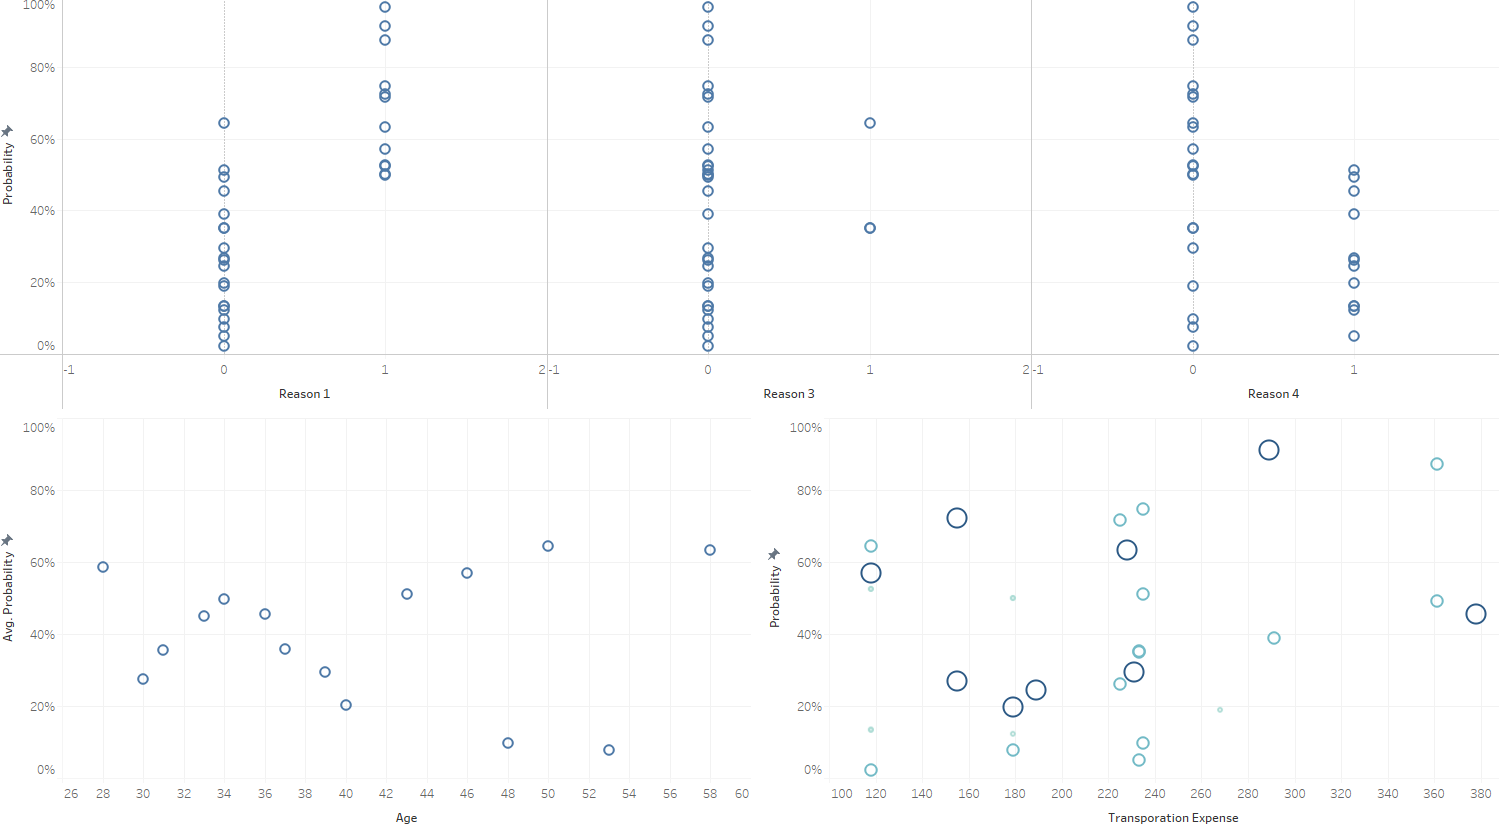 100%
80%
60%
40%
20%
0%
Probability
-1 0 1 2 -1 0 1 2 -1 0 1
Reason 1 Reason 3 Reason 4
100%
80%
60%
40%
20%
0%
Avg. Probability
26 28 30 32 34 36 38 40 42 44 46 48 50 52 54 56 58 60
Age
100%
80%
60%
40%
20%
0%
Probability
100 120 140 160 180 200 220 240 260 280 300 320 340 360 380
Transporation Expense